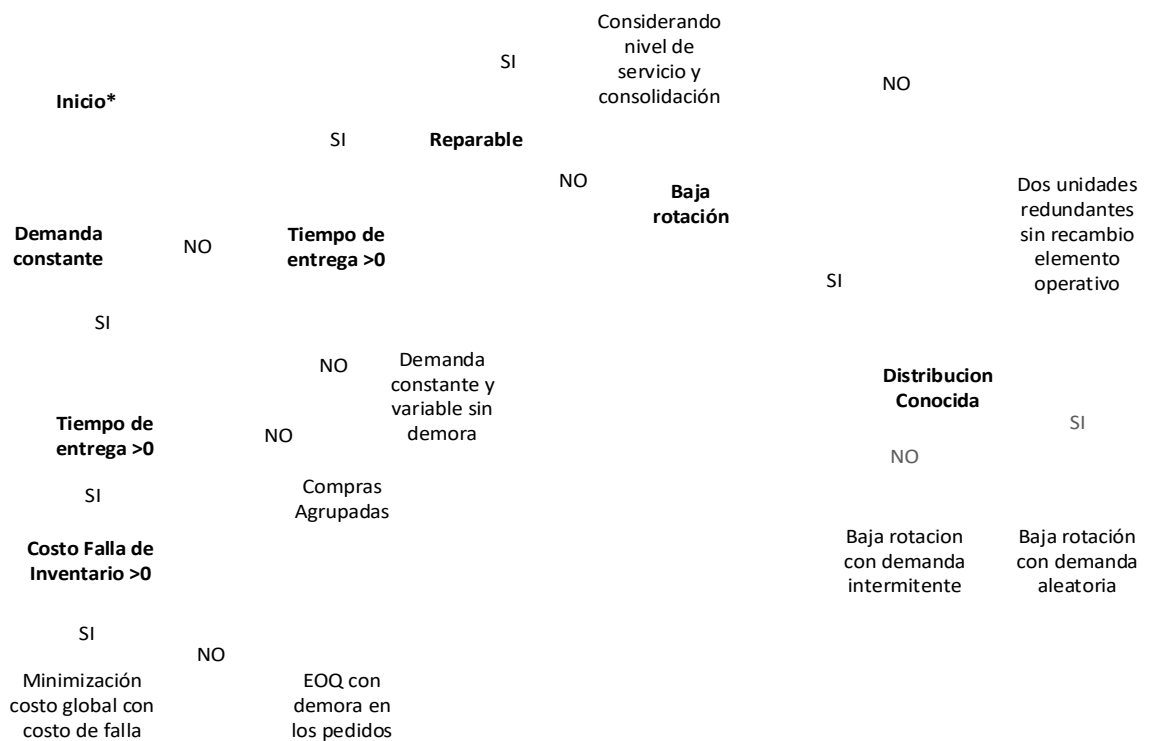 Considerando
nivel de
servicio y
consolidación
SI
NO
Inicio*
SI
Reparable
NO
Baja
rotación
Dos unidades
redundantes
sin recambio
elemento
operativo
Demanda
constante
NO
Tiempo de
entrega >0
SI
SI
NO
Demanda
constante y
variable sin
demora
Distribucion
Conocida
Tiempo de
entrega >0
NO
SI
NO
SI
Compras
Agrupadas
Costo Falla de
Inventario >0
Baja rotacion
con demanda
intermitente
Baja rotación
con demanda
aleatoria
SI
NO
Minimización
costo global con
costo de falla
EOQ con
demora en
los pedidos